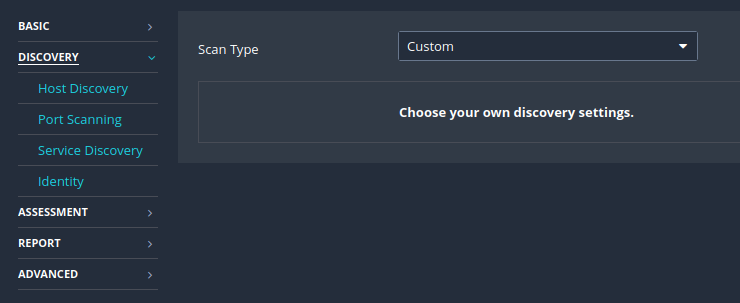 BASIC
DISCOVERY
Host Discovery
Port Scanning
Service Discovery
Identity
ASSESSMENT
REPORT
ADVANCED
Scan Type
Custom
Choose your own discovery settings.